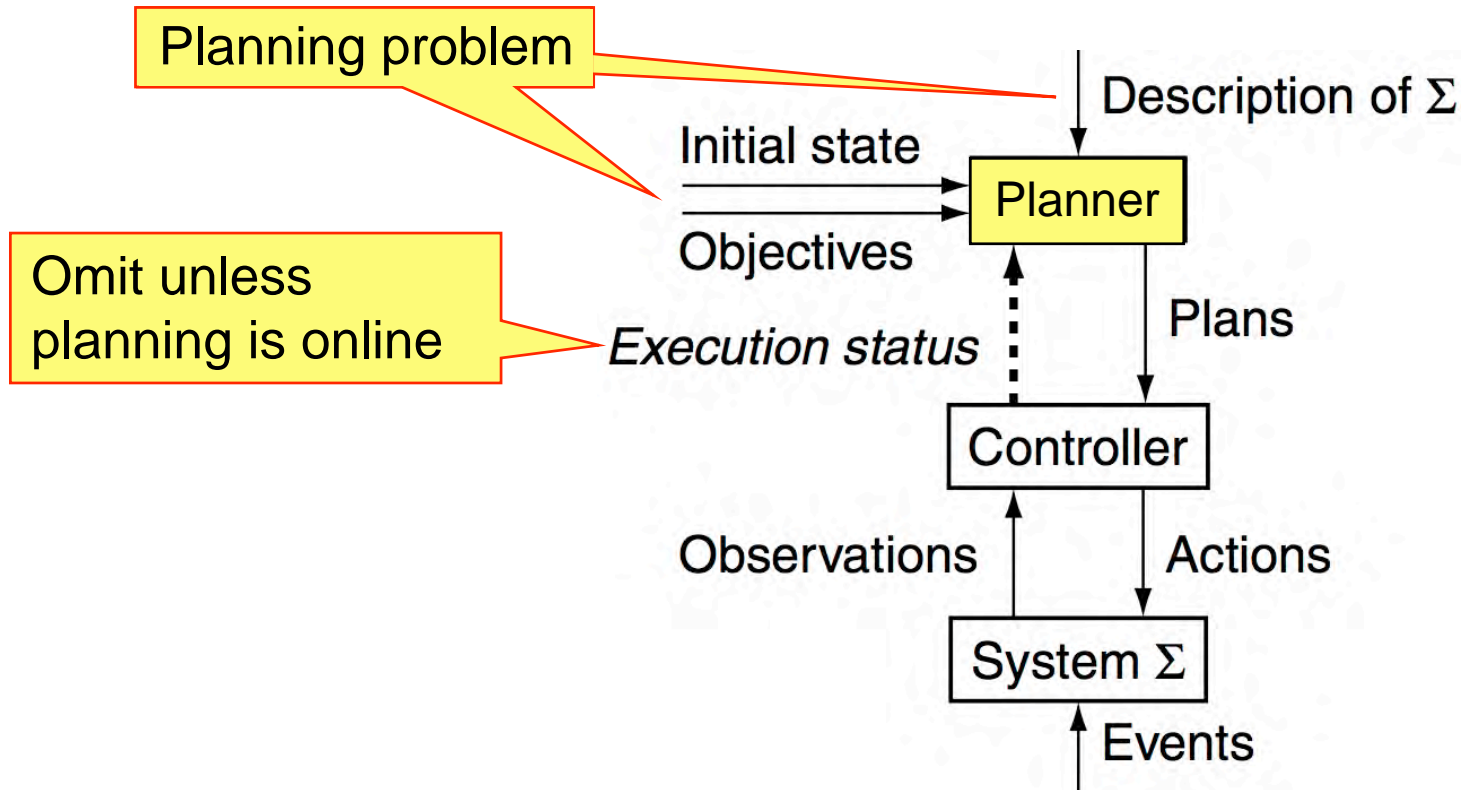 Planning problem
Description of Σ
Initial state
Planner
Objectives
Omit unless
planning is online
Execution status
Plans
Controller
Observations
Actions
System Σ
Events